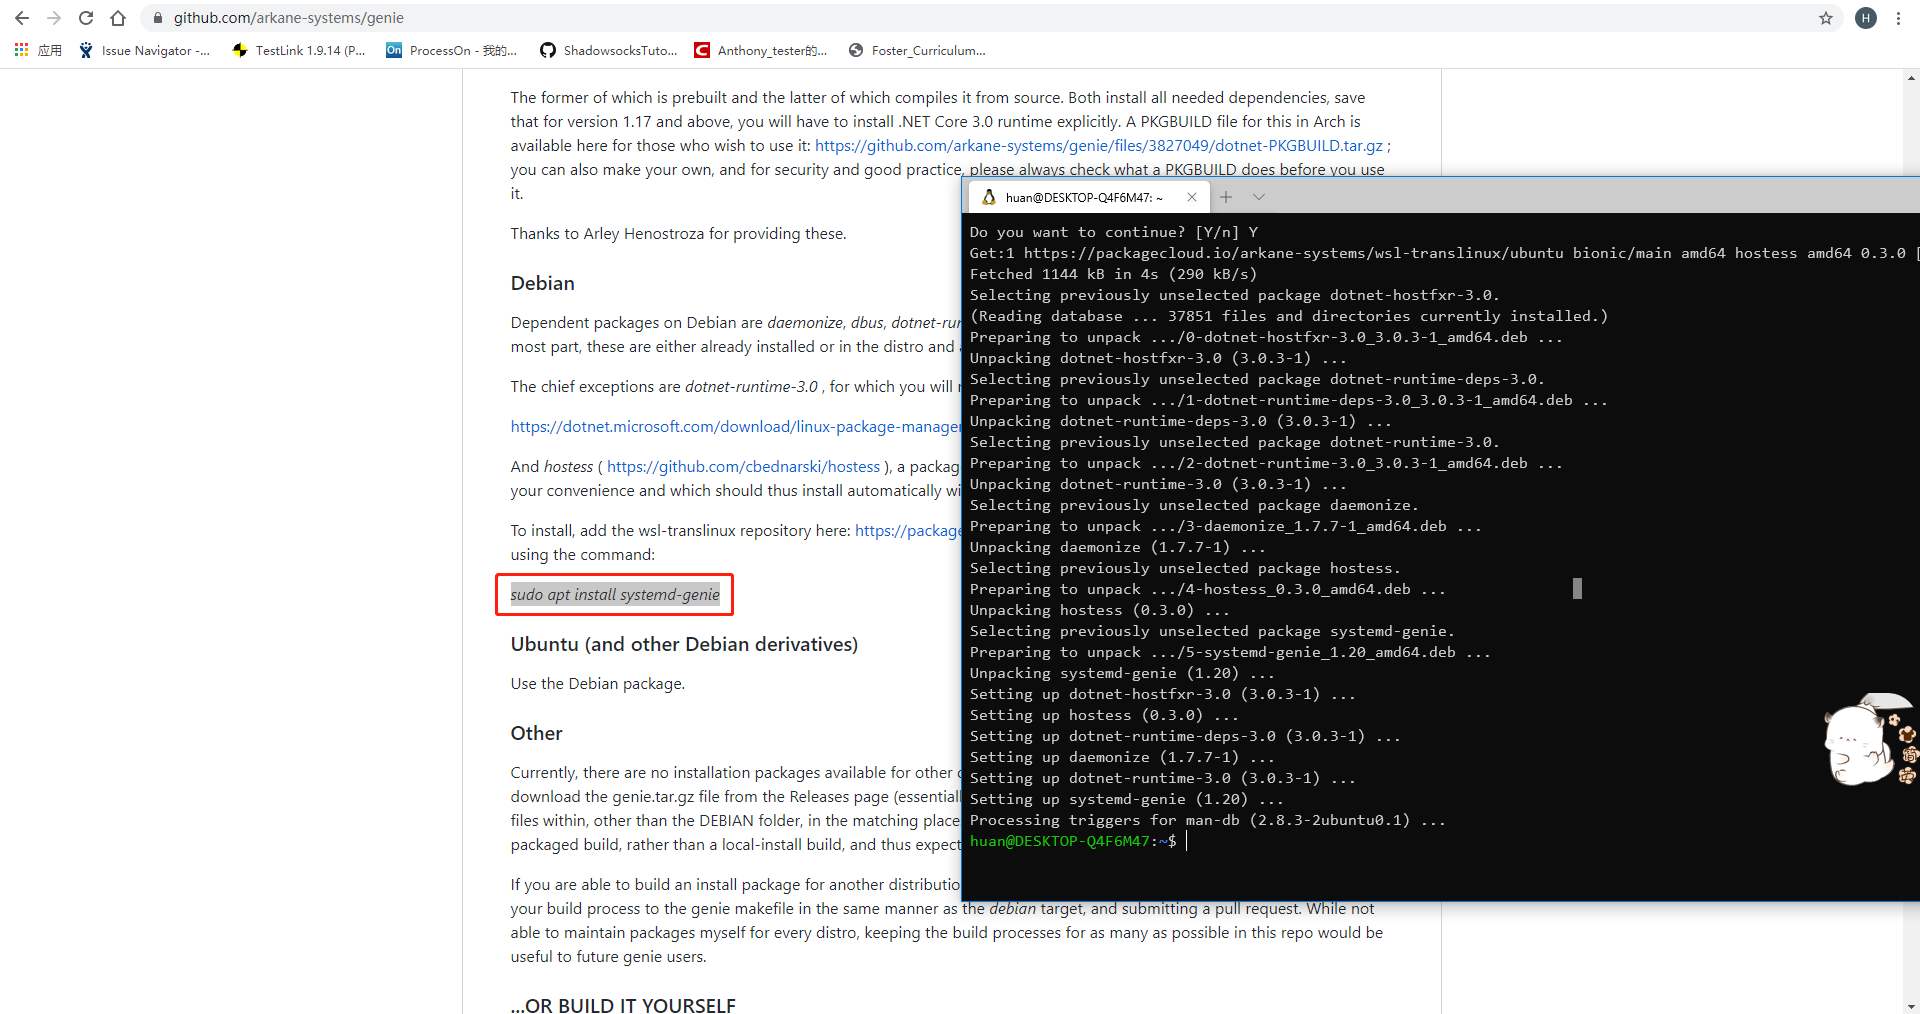 github.com/arkane-systems/genie
H
应用
Issue Navigator -...
TestLink 1.9.14 (P...
On
ProcessOn - 我的...
ShadowsocksTuto...
C
Anthony_tester的...
Foster_Curriculum...
The former of which is prebuilt and the latter of which compiles it from source. Both install all needed dependencies, save
that for version 1.17 and above, you will have to install .NET Core 3.0 runtime explicitly. A PKGBUILD file for this in Arch is
available here for those who wish to use it: https://github.com/arkane-systems/genie/files/3827049/dotnet-PKGBUILD.tar.gz ;
you can also make your own, and for security and good practice, please always check what a PKGBUILD does before you use
it.
Thanks to Arley Henostroza for providing these.
Debian
Dependent packages on Debian are daemonize, dbus, dotnet-ru
most part, these are either already installed or in the distro and
The chief exceptions are dotnet-runtime-3.0 , for which you will
https://dotnet.microsoft.com/download/linux-package-manage
And hostess ( https://github.com/cbednarski/hostess ), a packag
your convenience and which should thus install automatically wi
To install, add the wsl-translinux repository here: https://package
using the command:
sudo apt install systemd-genie
Ubuntu (and other Debian derivatives)
Use the Debian package.
Other
Currently, there are no installation packages available for other
download the genie.tar.gz file from the Releases page (essentiall
files within, other than the DEBIAN folder, in the matching place
packaged build, rather than a local-install build, and thus expect
If you are able to build an install package for another distributio
your build process to the genie makefile in the same manner as the debian target, and submitting a pull request. While not
able to maintain packages myself for every distro, keeping the build processes for as many as possible in this repo would be
useful to future genie users.
...OR BUILD IT YOURSELF
huan@DESKTOP-Q4F6M47: ~
Do you want to continue? [Y/n] Y
Get:1 https://packagecloud.io/arkane-systems/wsl-translinux/ubuntu bionic/main amd64 hostess amd64 0.3.0 [
Fetched 1144 kB in 4s (290 kB/s)
Selecting previously unselected package dotnet-hostfxr-3.0.
(Reading database ... 37851 files and directories currently installed.)
Preparing to unpack .../0-dotnet-hostfxr-3.0_3.0.3-1_amd64.deb ...
Unpacking dotnet-hostfxr-3.0 (3.0.3-1) ...
Selecting previously unselected package dotnet-runtime-deps-3.0.
Preparing to unpack .../1-dotnet-runtime-deps-3.0_3.0.3-1_amd64.deb ...
Unpacking dotnet-runtime-deps-3.0 (3.0.3-1) ...
Selecting previously unselected package dotnet-runtime-3.0.
Preparing to unpack .../2-dotnet-runtime-3.0_3.0.3-1_amd64.deb ...
Unpacking dotnet-runtime-3.0 (3.0.3-1) ...
Selecting previously unselected package daemonize.
Preparing to unpack .../3-daemonize_1.7.7-1_amd64.deb ...
Unpacking daemonize (1.7.7-1) ...
Selecting previously unselected package hostess.
Preparing to unpack .../4-hostess_0.3.0_amd64.deb ...
Unpacking hostess (0.3.0) ...
Selecting previously unselected package systemd-genie.
Preparing to unpack .../5-systemd-genie_1.20_amd64.deb ...
Unpacking systemd-genie (1.20) ...
Setting up dotnet-hostfxr-3.0 (3.0.3-1) ...
Setting up hostess (0.3.0) ...
Setting up dotnet-runtime-deps-3.0 (3.0.3-1) ...
Setting up daemonize (1.7.7-1) ...
Setting up dotnet-runtime-3.0 (3.0.3-1) ...
Setting up systemd-genie (1.20) ...
Processing triggers for man-db (2.8.3-2ubuntu0.1) ...
huan@DESKTOP-Q4F6M47:~$